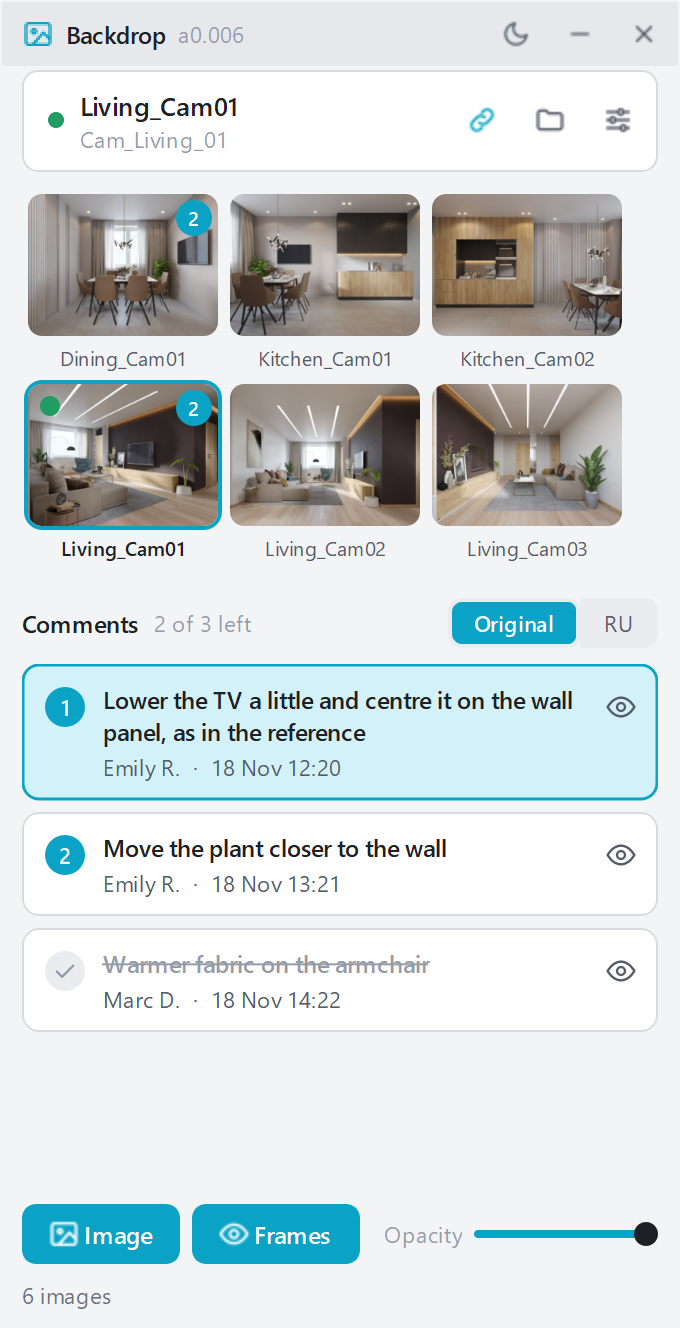 Backdrop a0.006
Living_Cam01
Cam_Living_01
2
Dining_Cam01 Kitchen_Cam01 Kitchen_Cam02
2
Living_Cam01 Living_Cam02 Living_Cam03
Comments 2 of 3 left Original RU
1 Lower the TV a little and centre it on the wall
panel, as in the reference
Emily R. · 18 Nov 12:20
2 Move the plant closer to the wall
Emily R. · 18 Nov 13:21
Warmer fabric on the armchair
Marc D. · 18 Nov 14:22
Image Frames Opacity
6 images